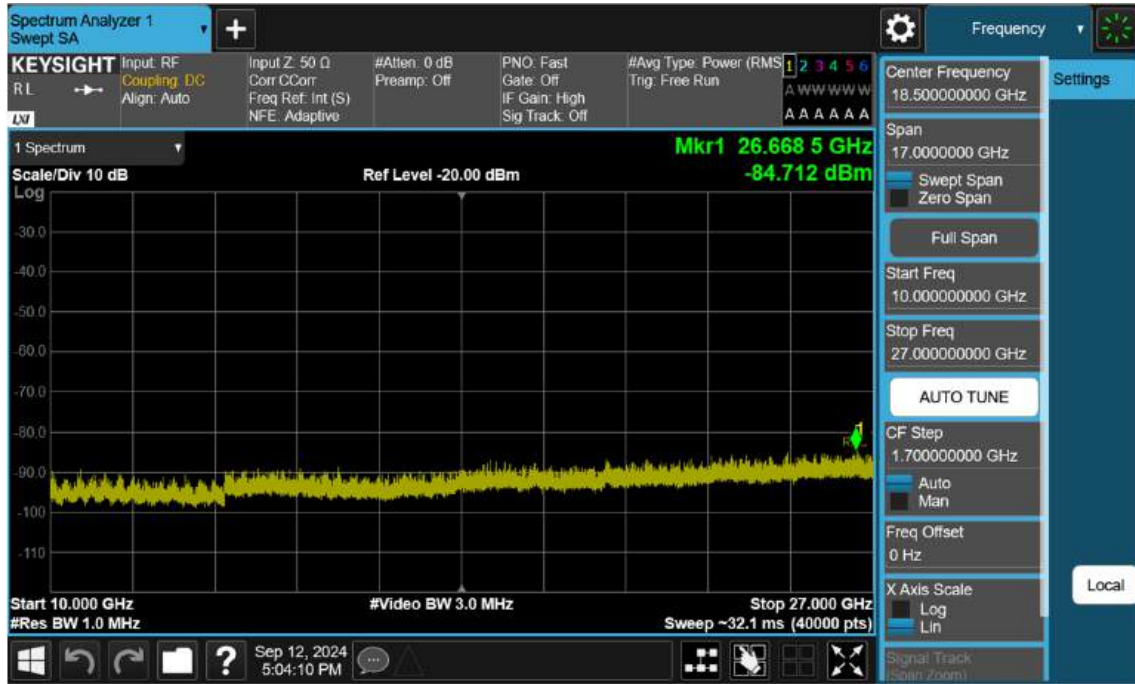 Spectrum Analyzer 1
Swept SA
Frequency
KEYSIGHT
R L
LXI
Input: RF
Coupling: DC
Align: Auto
Input Z: 50 Ω
Corr CCorr
Freq Ref: Int (S)
NFE: Adaptive
#Atten: 0 dB
Preamp: Off
PNO: Fast
Gate: Off
IF Gain: High
Sig Track: Off
#Avg Type: Power (RMS
Trig: Free Run
1 2 3 4 5 6
A W W W W W
A A A A A A
1 Spectrum
Scale/Div 10 dB
Ref Level -20.00 dBm
Mkr1 26.668 5 GHz
-84.712 dBm
Log
-30.0
-40.0
-50.0
-60.0
-70.0
-80.0
-90.0
-100
-110
1
Start 10.000 GHz
#Res BW 1.0 MHz
#Video BW 3.0 MHz
Stop 27.000 GHz
Sweep ~32.1 ms (40000 pts)
Center Frequency
18.500000000 GHz
Span
17.0000000 GHz
Swept Span
Zero Span
Full Span
Start Freq
10.000000000 GHz
Stop Freq
27.000000000 GHz
AUTO TUNE
CF Step
1.700000000 GHz
Auto
Man
Freq Offset
0 Hz
X Axis Scale
Log
Lin
Signal Track
(Span Zoom)
Settings
Local
?
Sep 12, 2024
5:04:10 PM